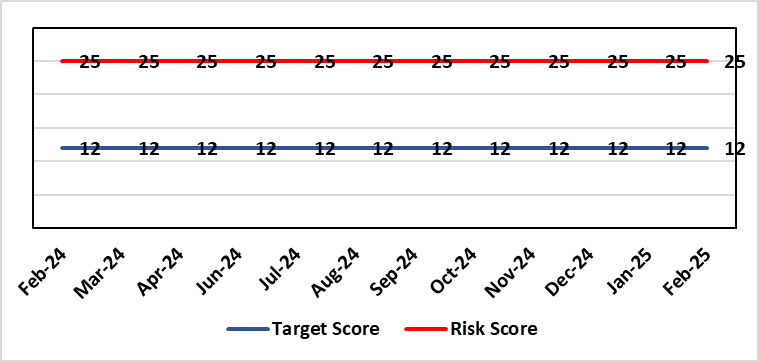 25 25 25 25 25 25 25 25 25 25 25 25
12 12 12 12 12 12 12 12 12 12 12 12
Feb-24 Mar-24 Apr-24 Jun-24 Jul-24 Aug-24 Sep-24 Oct-24 Nov-24 Dec-24 Jan-25 Feb-25
Target Score Risk Score